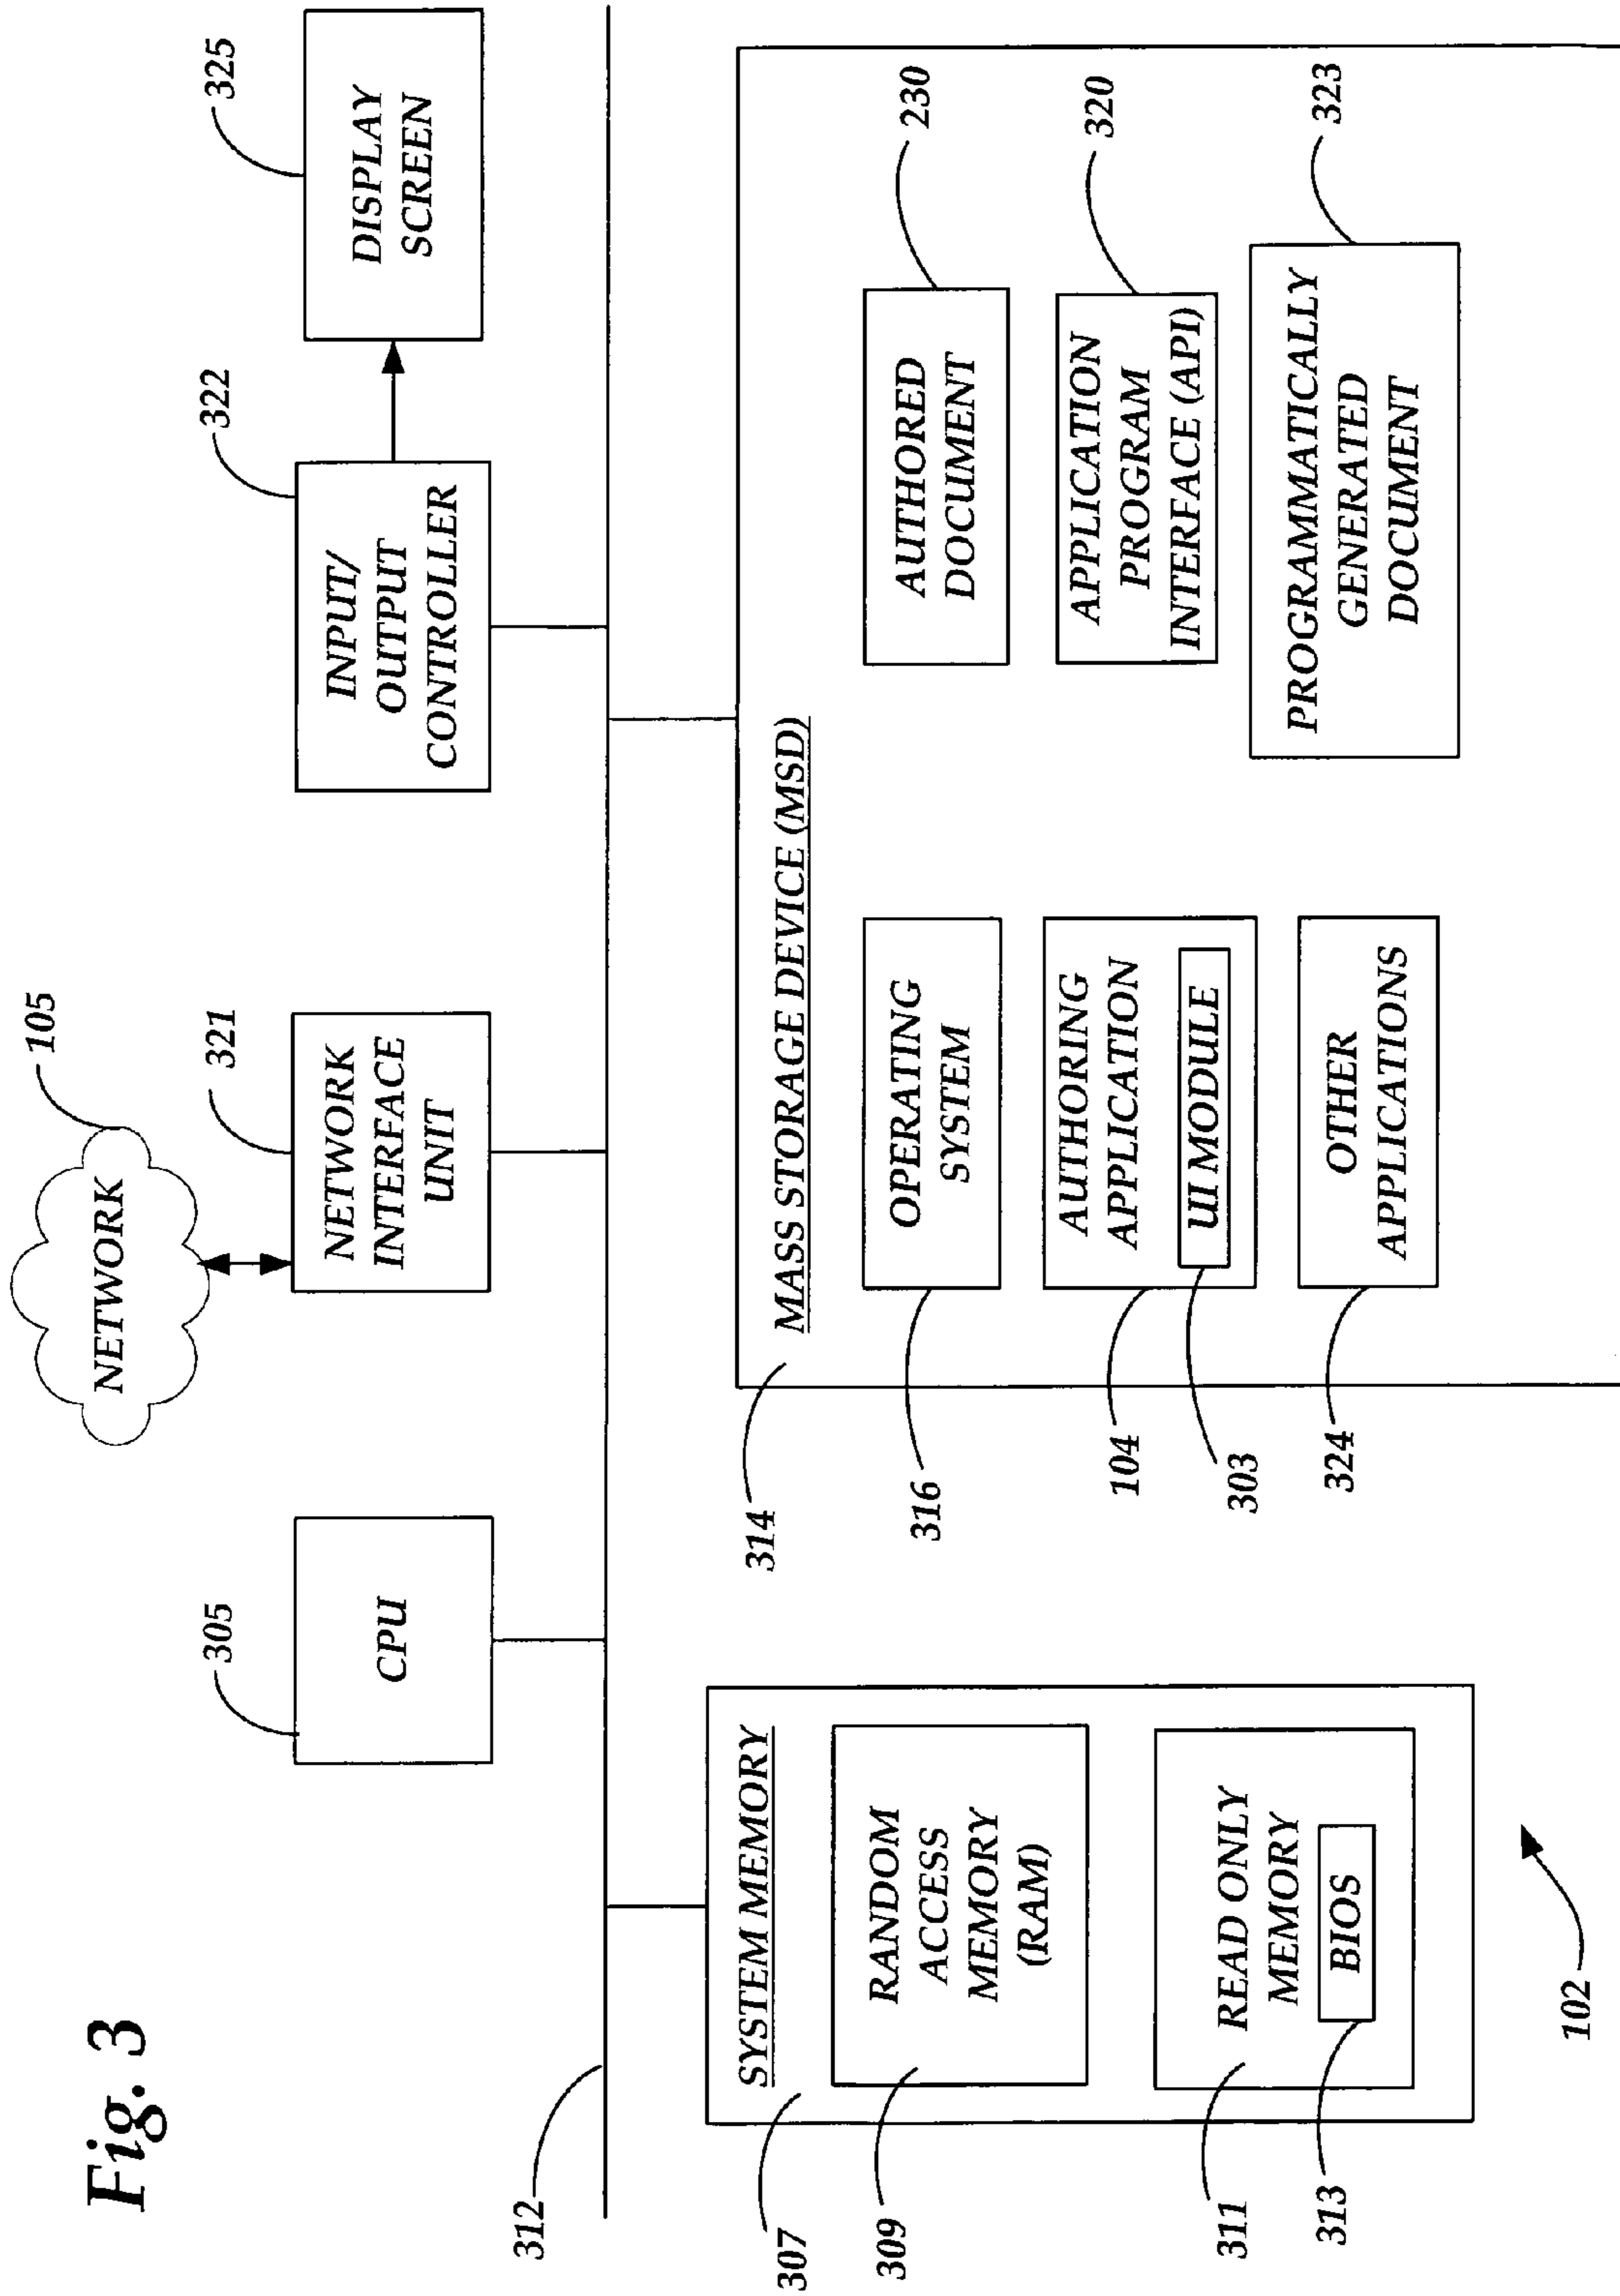 Fig. 3
NETWORK
105
305
CPU
321
NETWORK
INTERFACE
UNIT
322
INPUT/
OUTPUT
CONTROLLER
325
DISPLAY
SCREEN
312
307
SYSTEM MEMORY
309
RANDOM
ACCESS
MEMORY
(RAM)
311
READ ONLY
MEMORY
313
BIOS
102
314
MASS STORAGE DEVICE (MSD)
316
OPERATING
SYSTEM
104
AUTHORING
APPLICATION
303
UI MODULE
324
OTHER
APPLICATIONS
230
AUTHORED
DOCUMENT
320
APPLICATION
PROGRAM
INTERFACE (API)
323
PROGRAMMATICALLY
GENERATED
DOCUMENT